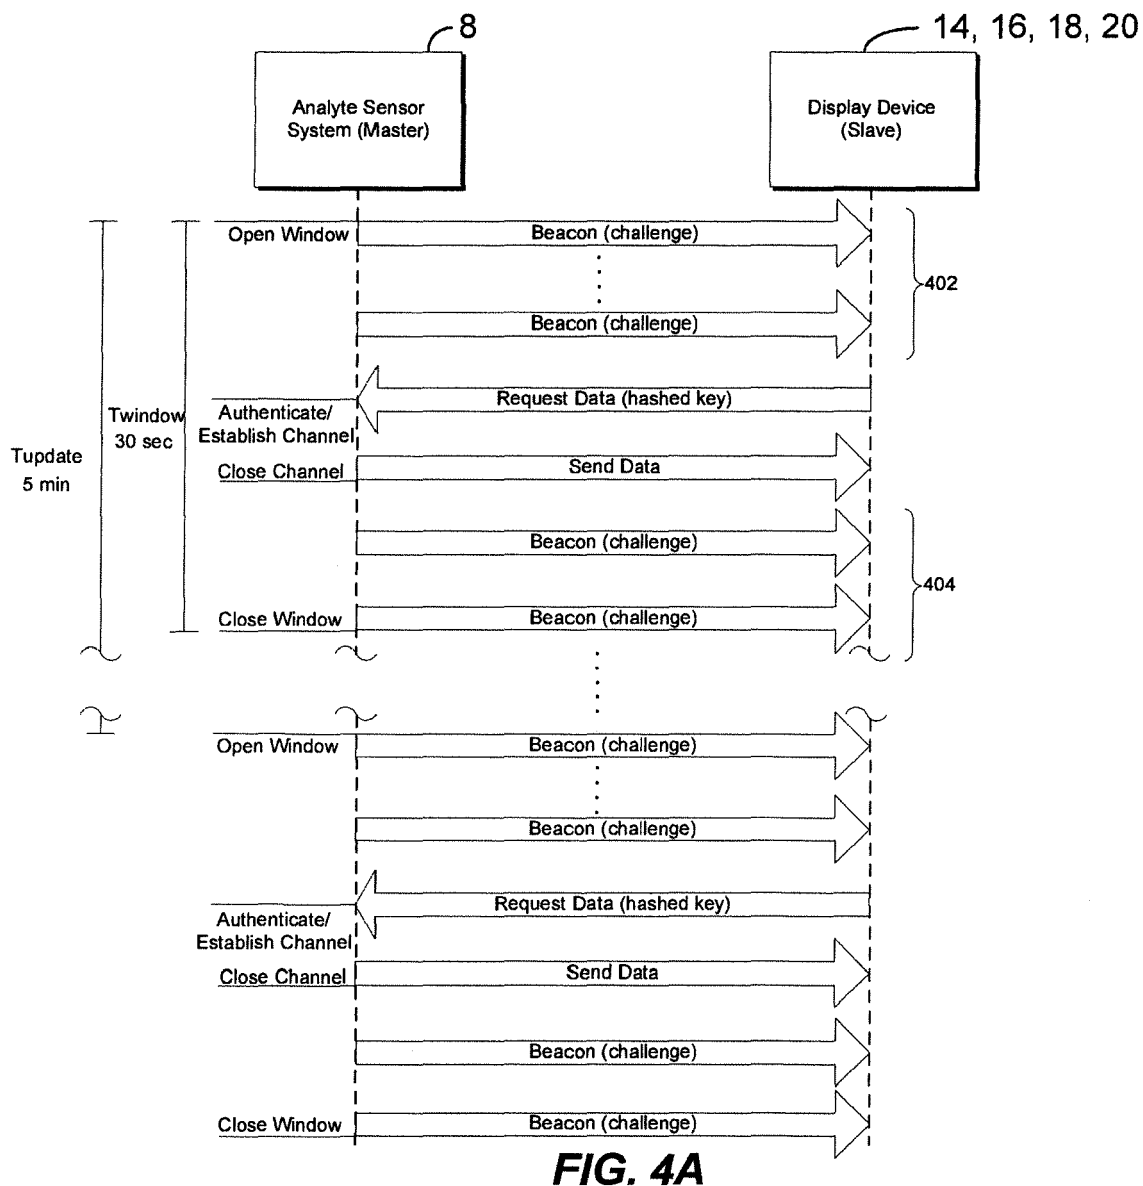 8
14, 16, 18, 20
Analyte Sensor
System (Master)
Display Device
(Slave)
Open Window
Beacon (challenge)
402
Beacon (challenge)
Request Data (hashed key)
Authenticate/
Establish Channel
Twindow
30 sec
Tupdate
5 min
Close Channel
Send Data
Beacon (challenge)
404
Close Window
Beacon (challenge)
Open Window
Beacon (challenge)
Beacon (challenge)
Request Data (hashed key)
Authenticate/
Establish Channel
Close Channel
Send Data
Beacon (challenge)
Close Window
Beacon (challenge)
FIG. 4A